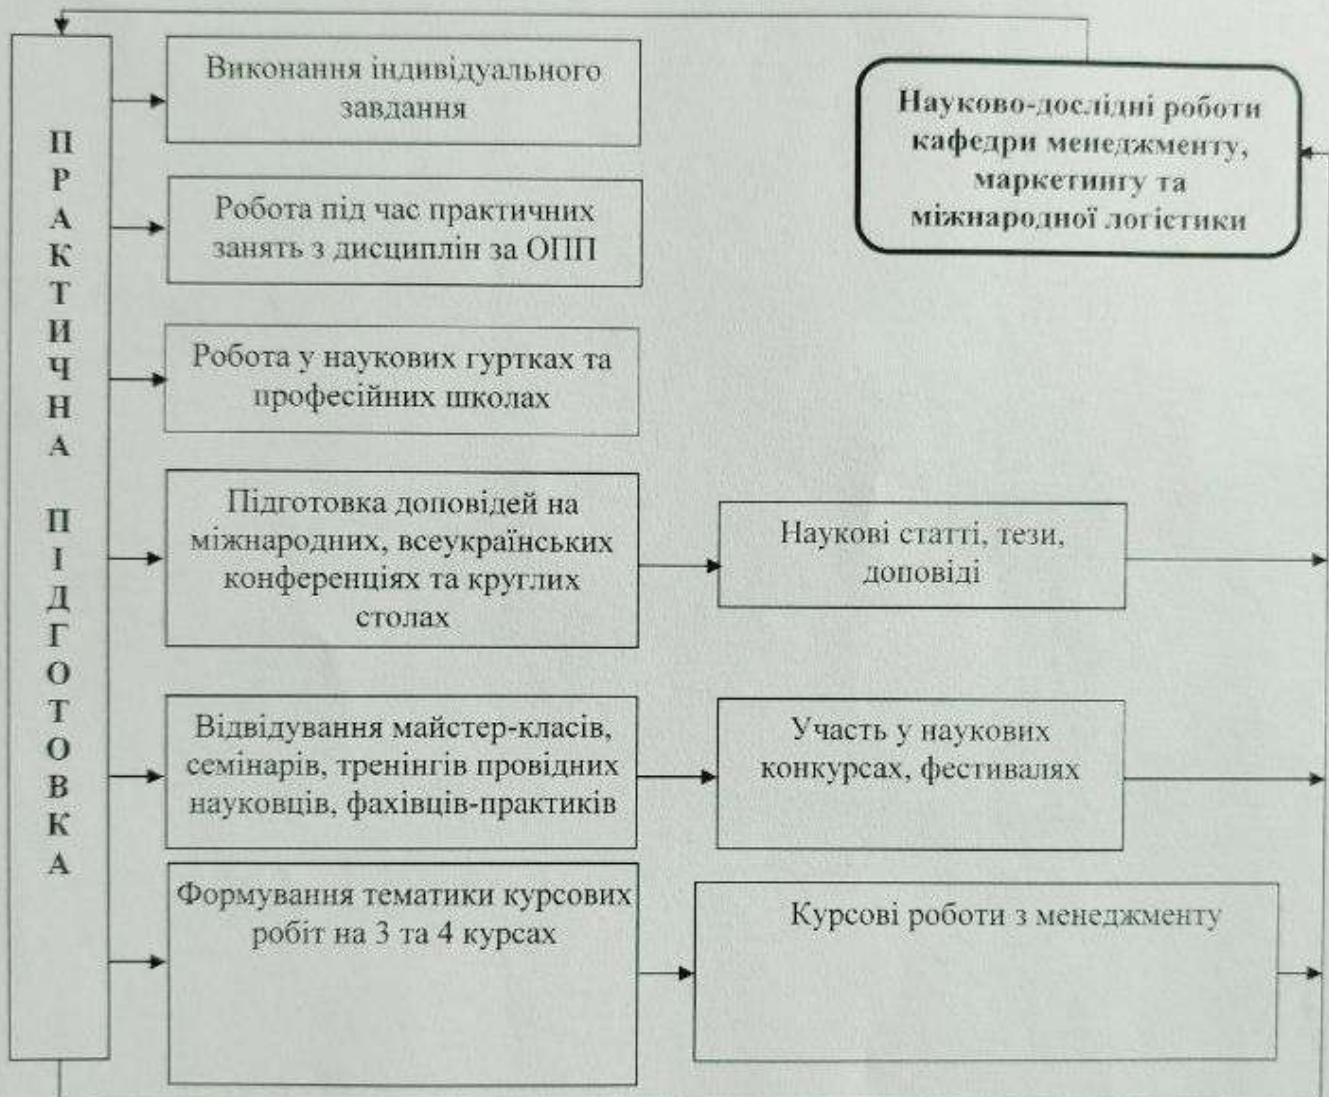 ПРАКТИЧНА ПІДГОТОВКА
Виконання індивідуального
завдання
Науково-дослідні роботи
кафедри менеджменту,
маркетингу та
міжнародної логістики
Робота під час практичних
занять з дисциплін за ОПП
Робота у наукових гуртках та
професійних школах
Підготовка доповідей на
міжнародних, всеукраїнських
конференціях та круглих
столах
Наукові статті, тези,
доповіді
Відвідування майстер-класів,
семінарів, тренінгів провідних
науковців, фахівців-практиків
Участь у наукових
конкурсах, фестивалях
Формування тематики курсових
робіт на 3 та 4 курсах
Курсові роботи з менеджменту